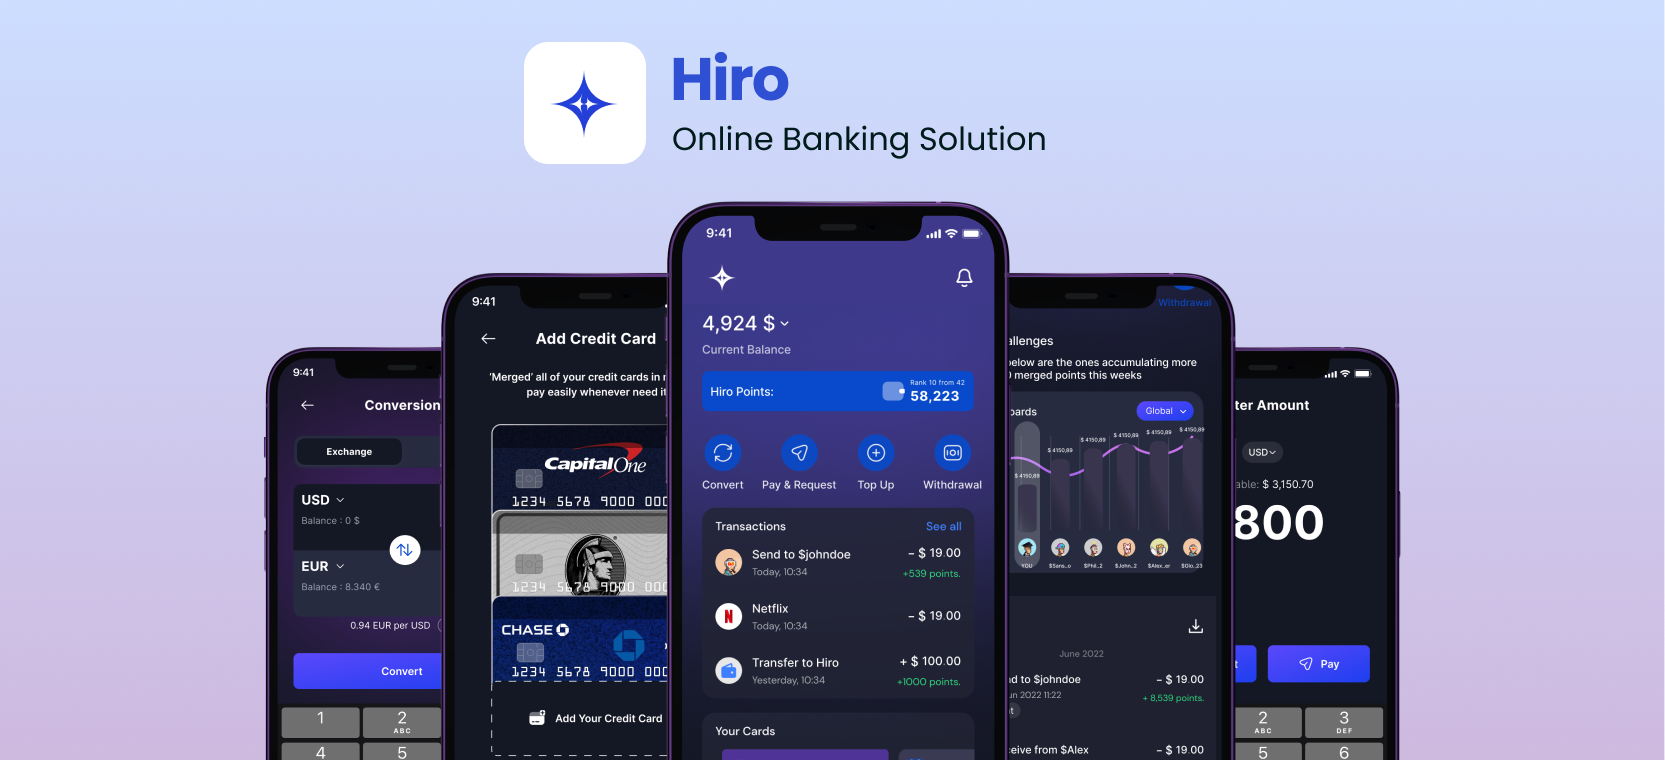 Hiro
Online Banking Solution
9:41
Conversion
Exchange
USD
Balance : 0 $
EUR
Balance : 8.340 €
0.94 EUR per USD
Convert
1
2
ABC
4
5
9:41
Add Credit Card
'Merged' all of your credit cards in
pay easily whenever need it
Capital One
1234 5678 9000 000
1234 5678 9000 000
CHASE
1234 5678 9000 000
Add Your Credit Card
9:41
4,924 $
Current Balance
Hiro Points:
Rank 10 from 42
58,223
Convert
Pay & Request
Top Up
Withdrawal
Transactions
See all
Send to $johndoe
– $ 19.00
Today, 10:34
+539 points.
N
Netflix
– $ 19.00
Today, 10:34
Transfer to Hiro
+ $ 100.00
Yesterday, 10:34
+1000 points.
Your Cards
Withdrawal
allenges
below are the ones accumulating more
merged points this weeks
oards
Global
$ 4150,89
$ 4150,89
$ 4150,89
$ 4150,89
$ 4150,89
$ 4150,89
YOU
$Sans..o
$Phil..2
$John..2
$Alex..er
$Glo..23
June 2022
nd to $johndoe
– $ 19.00
un 2022 11:22
+ 8,539 points.
ceive from $Alex
– $ 19.00
ter Amount
USD
able: $ 3,150.70
800
t
Pay
2
ABC
3
DEF
5
6